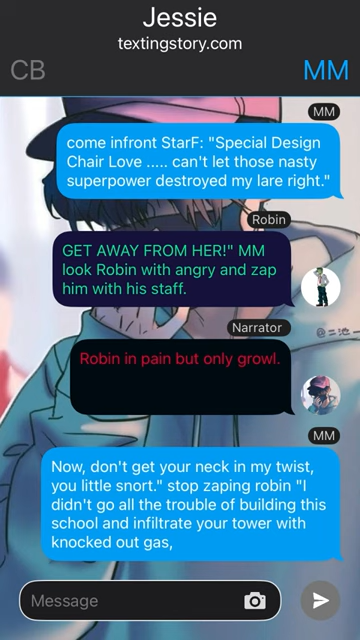 Jessie
textingstory.com
CB
MM
MM
come infront StarF: "Special Design
Chair Love ..... can't let those nasty
superpower destroyed my lare right."
Robin
GET AWAY FROM HER!" MM
look Robin with angry and zap
him with his staff.
Narrator
Robin in pain but only growl.
MM
Now, don't get your neck in my twist,
you little snort." stop zaping robin "I
didn't go all the trouble of building this
school and infiltrate your tower with
knocked out gas,
Message